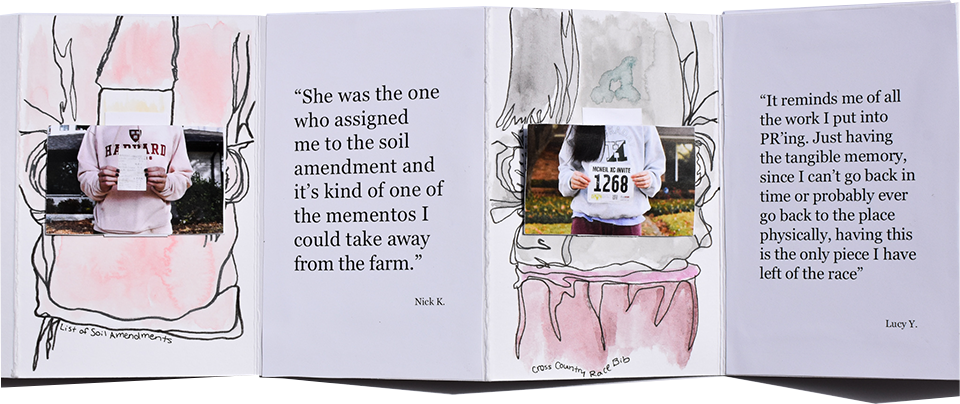 HARVARD
List of Soil Amendments
“She was the one
who assigned
me to the soil
amendment and
it’s kind of one of
the mementos I
could take away
from the farm.”
Nick K.
MCNEIL XC INVITE
1268
Cross Country Race Bib
“It reminds me of all
the work I put into
PR’ing. Just having
the tangible memory,
since I can’t go back in
time or probably ever
go back to the place
physically, having this
is the only piece I have
left of the race”
Lucy Y.